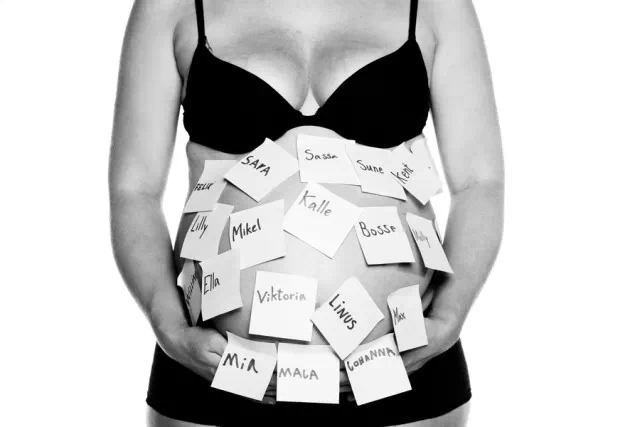 Sassa
SARA
Sune
Kent
FELIX
Kalle
Lilly
Mikel
Bosse
Molly
Ella
Viktoria
LINUS
Max
MiA
MALA
JOHANNA